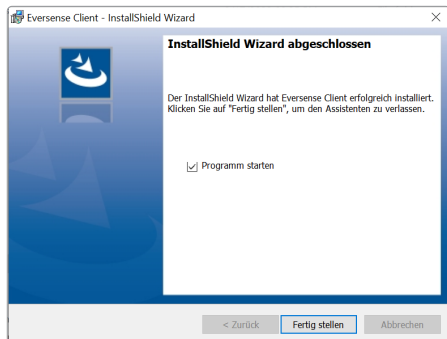 Eversense Client - InstallShield Wizard
InstallShield Wizard abgeschlossen
Der InstallShield Wizard hat Eversense Client erfolgreich installiert.
Klicken Sie auf "Fertig stellen", um den Assistenten zu verlassen.
Programm starten
< Zurück Fertig stellen Abbrechen